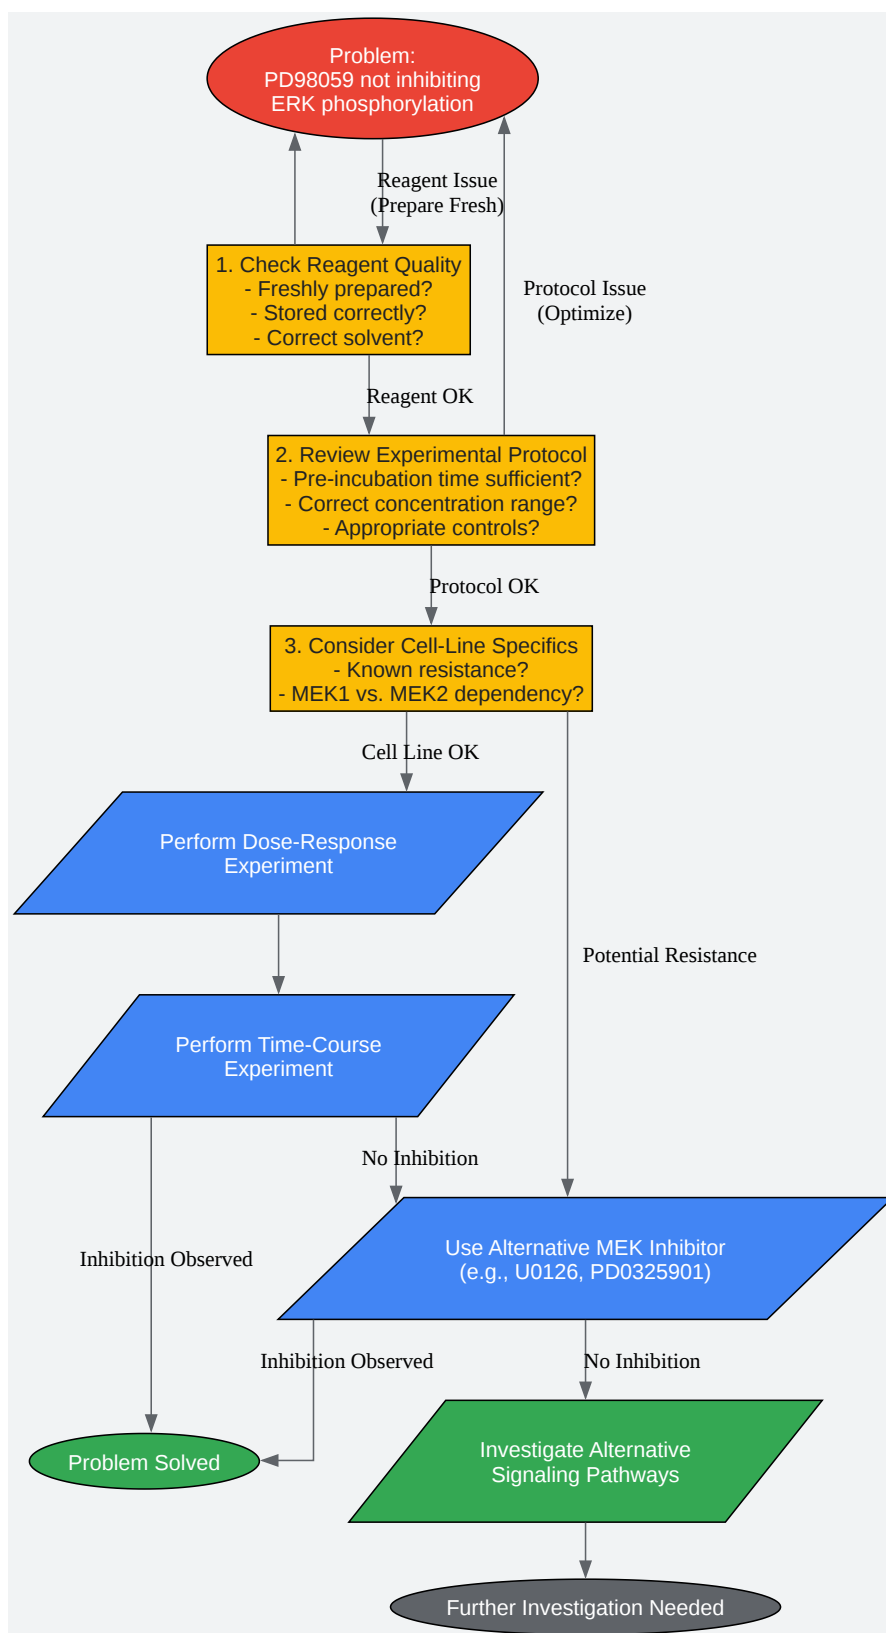 Problem:
PD98059 not inhibiting
ERK phosphorylation
Reagent Issue
(Prepare Fresh)
1. Check Reagent Quality
- Freshly prepared?
- Stored correctly?
- Correct solvent?
Protocol Issue
(Optimize)
Reagent OK
2. Review Experimental Protocol
- Pre-incubation time sufficient?
- Correct concentration range?
- Appropriate controls?
Protocol OK
3. Consider Cell-Line Specifics
- Known resistance?
- MEK1 vs. MEK2 dependency?
Cell Line OK
Perform Dose-Response
Experiment
Potential Resistance
Perform Time-Course
Experiment
No Inhibition
Inhibition Observed
Use Alternative MEK Inhibitor
(e.g., U0126, PD0325901)
Inhibition Observed
No Inhibition
Problem Solved
Investigate Alternative
Signaling Pathways
Further Investigation Needed